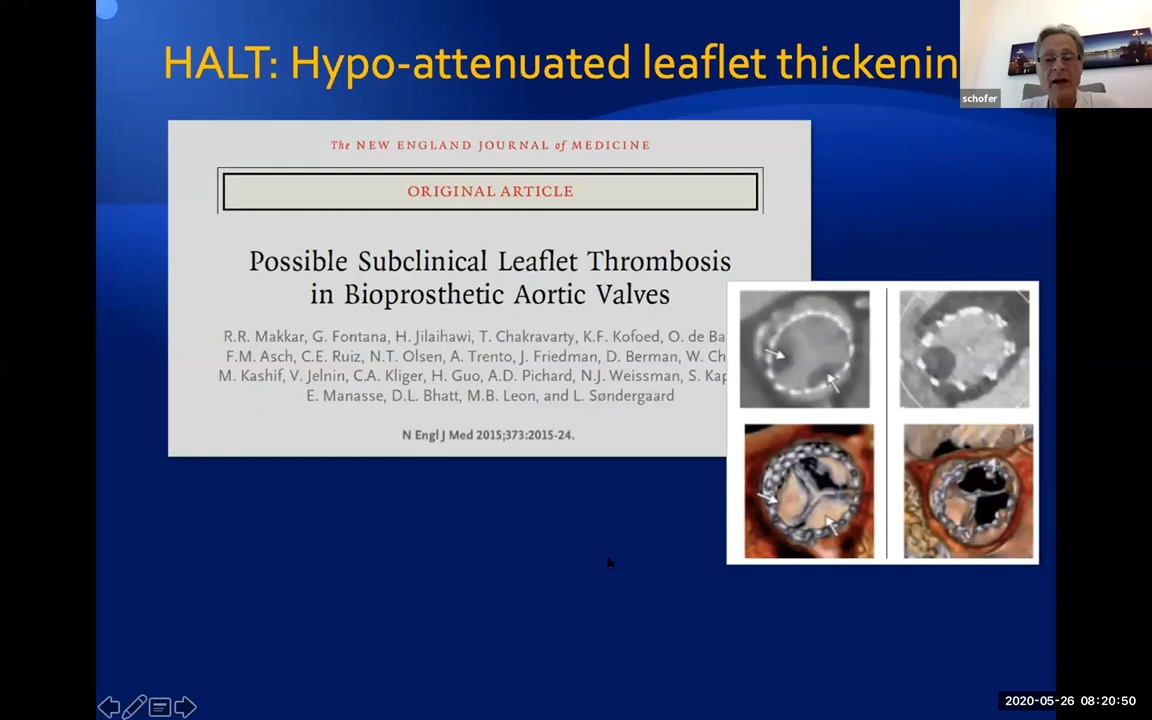 HALT: Hypo-attenuated leaflet thickenin
schofer
The NEW ENGLAND JOURNAL of MEDICINE
ORIGINAL ARTICLE
Possible Subclinical Leaflet Thrombosis
in Bioprosthetic Aortic Valves
R.R. Makkar, G. Fontana, H. Jilaihawi, T. Chakravarty, K.F. Kofoed, O. de Ba
F.M. Asch, C.E. Ruiz, N.T. Olsen, A. Trento, J. Friedman, D. Berman, W. Ch
M. Kashif, V. Jelnin, C.A. Kliger, H. Guo, A.D. Pichard, N.J. Weissman, S. Kap
E. Manasse, D.L. Bhatt, M.B. Leon, and L. Søndergaard
N Engl J Med 2015;373:2015-24.
2020-05-26 08:20:50